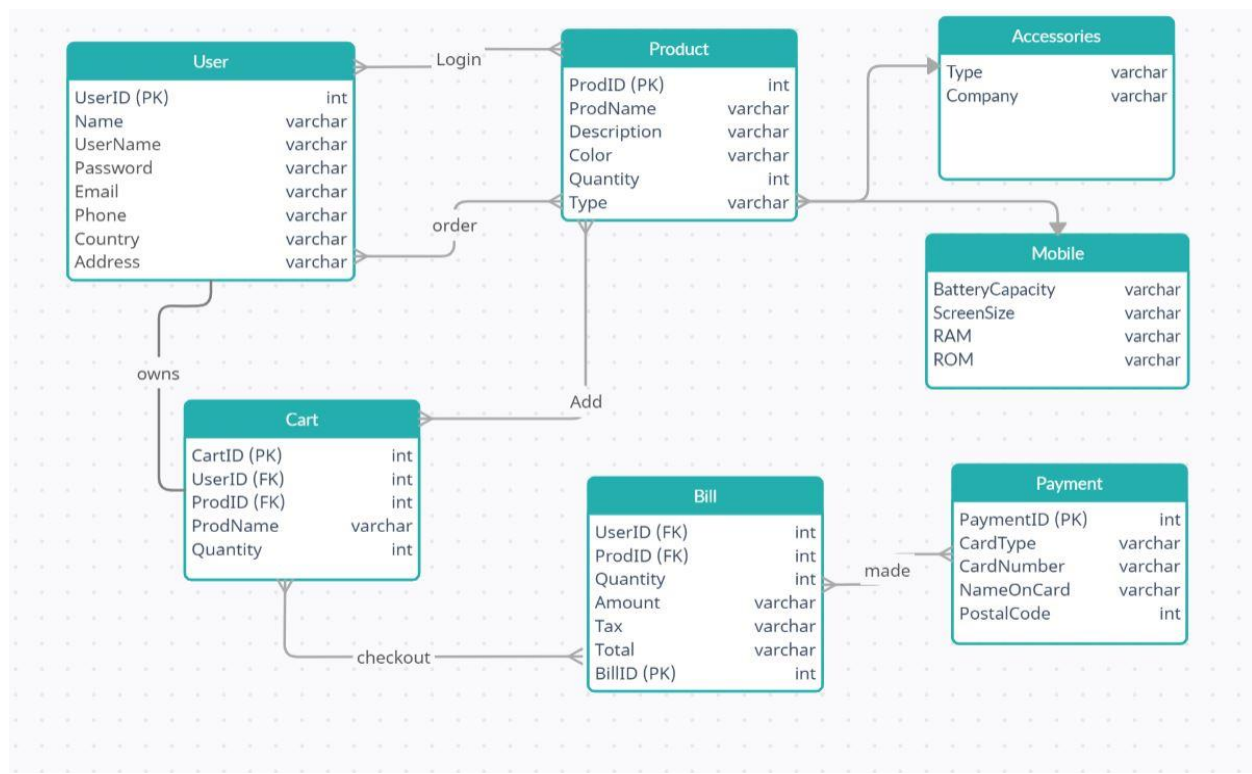 User
UserID (PK) int
Name varchar
UserName varchar
Password varchar
Email varchar
Phone varchar
Country varchar
Address varchar
Login
order
owns
Product
ProdID (PK) int
ProdName varchar
Description varchar
Color varchar
Quantity int
Type varchar
Accessories
Type varchar
Company varchar
Mobile
BatteryCapacity varchar
ScreenSize varchar
RAM varchar
ROM varchar
Add
Cart
CartID (PK) int
UserID (FK) int
ProdID (FK) int
ProdName varchar
Quantity int
checkout
Bill
UserID (FK) int
ProdID (FK) int
Quantity int
Amount varchar
Tax varchar
Total varchar
BillID (PK) int
made
Payment
PaymentID (PK) int
CardType varchar
CardNumber varchar
NameOnCard varchar
PostalCode int